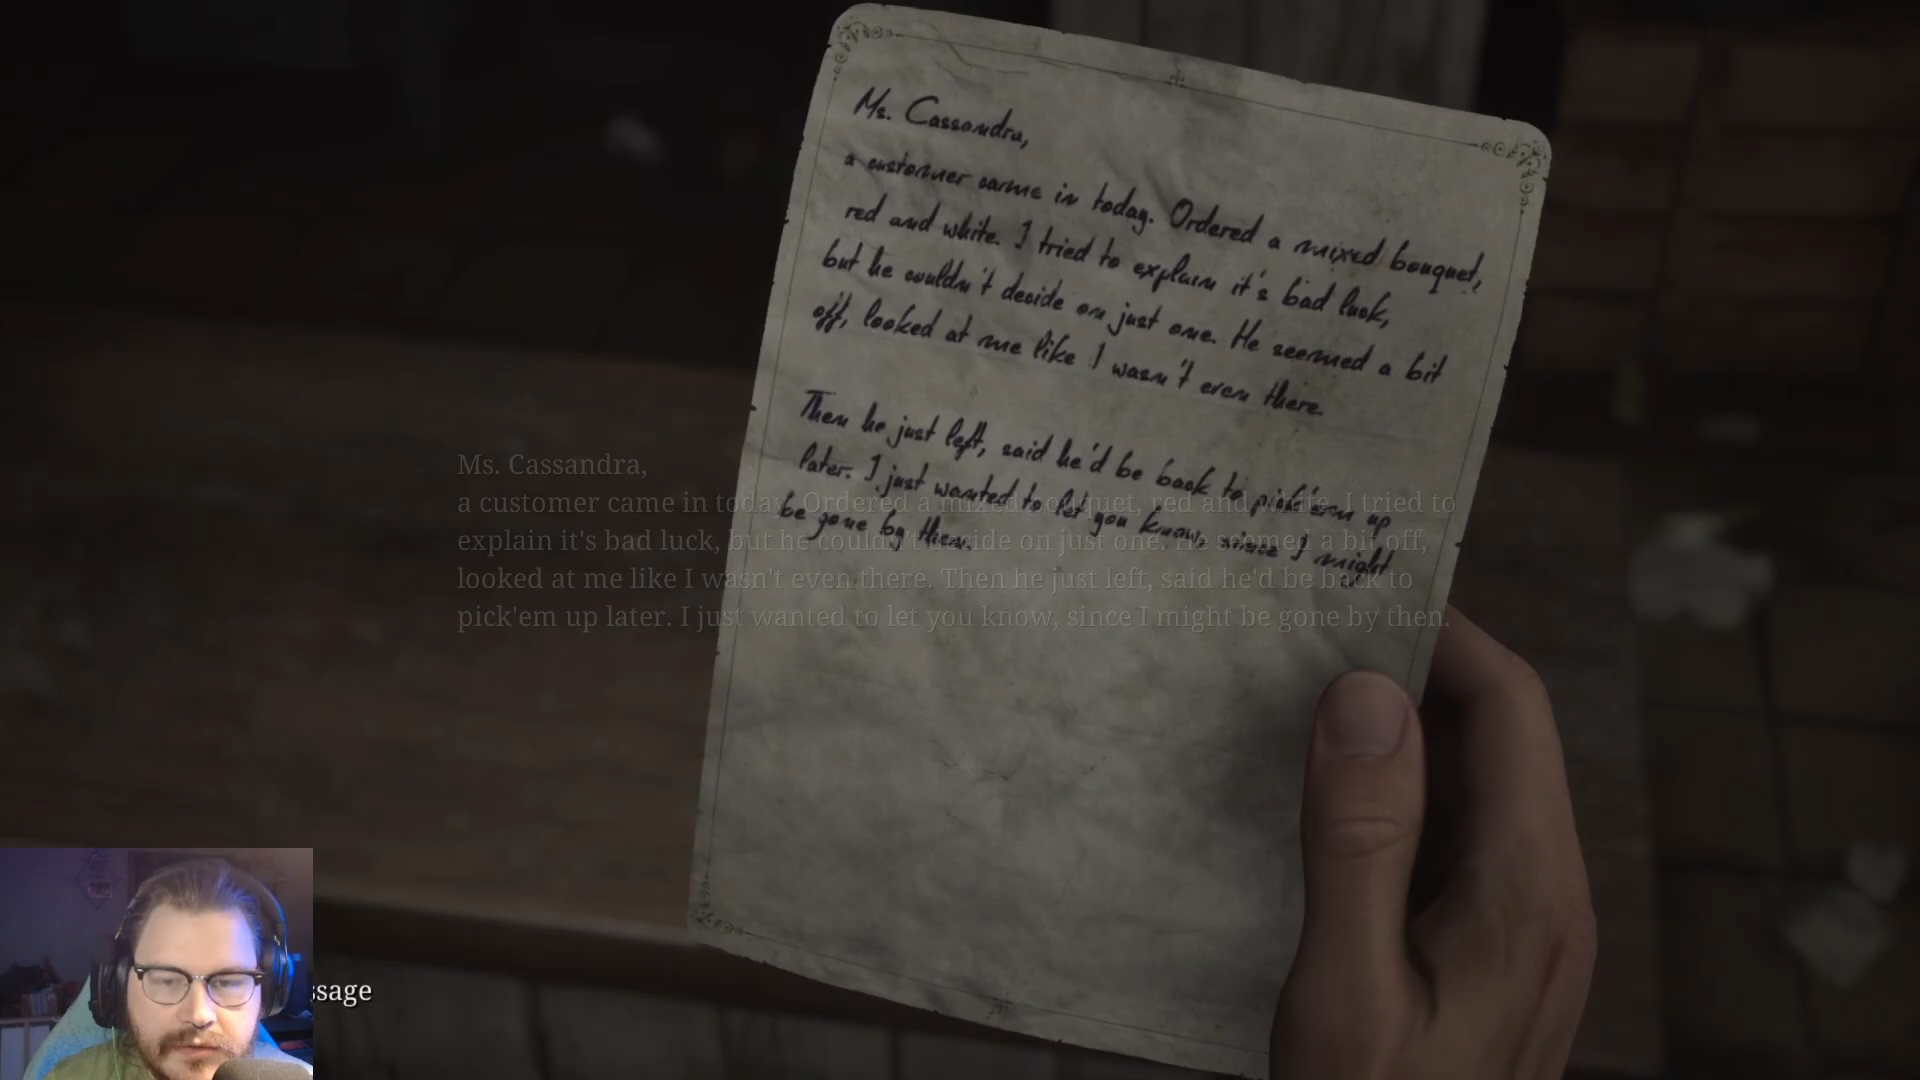 Ms. Cassandra,
a customer came in today. Ordered a mixed bouquet,
red and white. I tried to explain it's bad luck,
but he couldn't decide on just one. He seemed a bit
off, looked at me like I wasn't even there.
Then he just left, said he'd be back to pick'em up
later. I just wanted to let you know, since I might
be gone by then.
Ms. Cassandra,
a customer came in today. Ordered a mixed bouquet, red and white. I tried to
explain it's bad luck, but he couldn't decide on just one. He seemed a bit off,
looked at me like I wasn't even there. Then he just left, said he'd be back to
pick'em up later. I just wanted to let you know, since I might be gone by then.
ssage